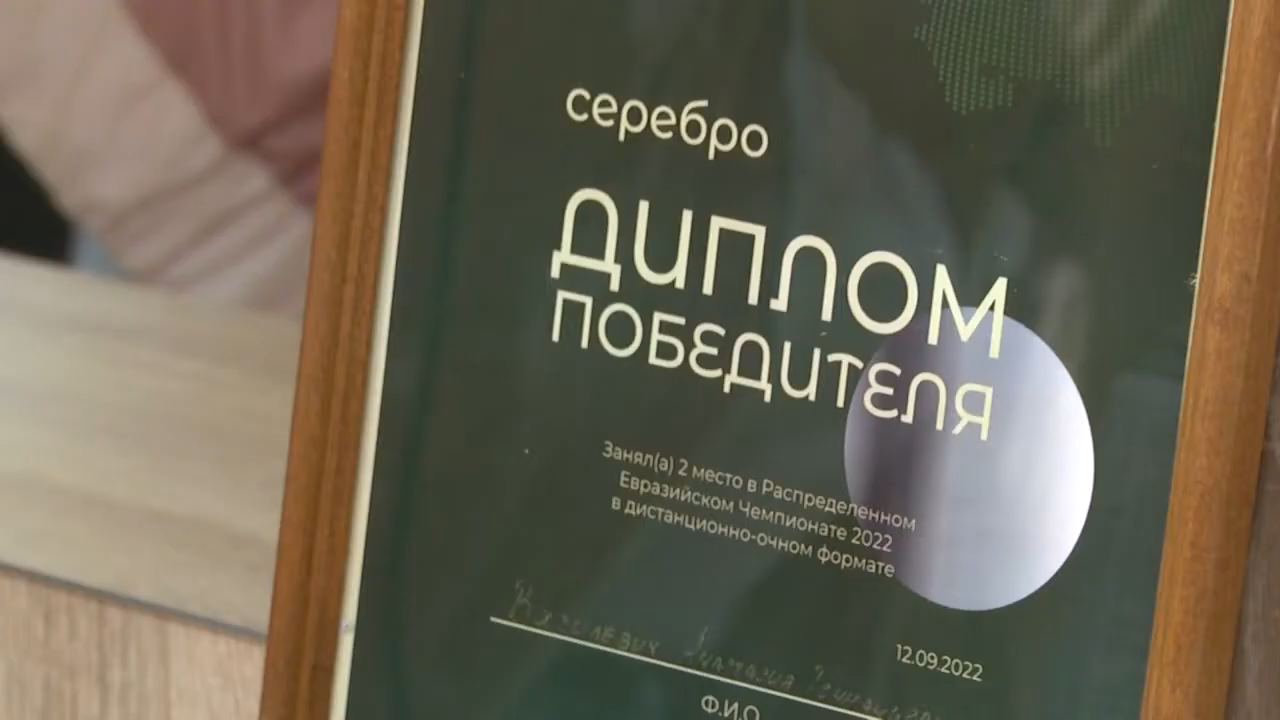 серебро
ДИПЛОМ
ПОБЕДИТЕЛЯ
Занял(а) 2 место в Распределенном
Евразийском Чемпионате 2022
в дистанционно-очном формате
12.09.2022
Ф.И.О